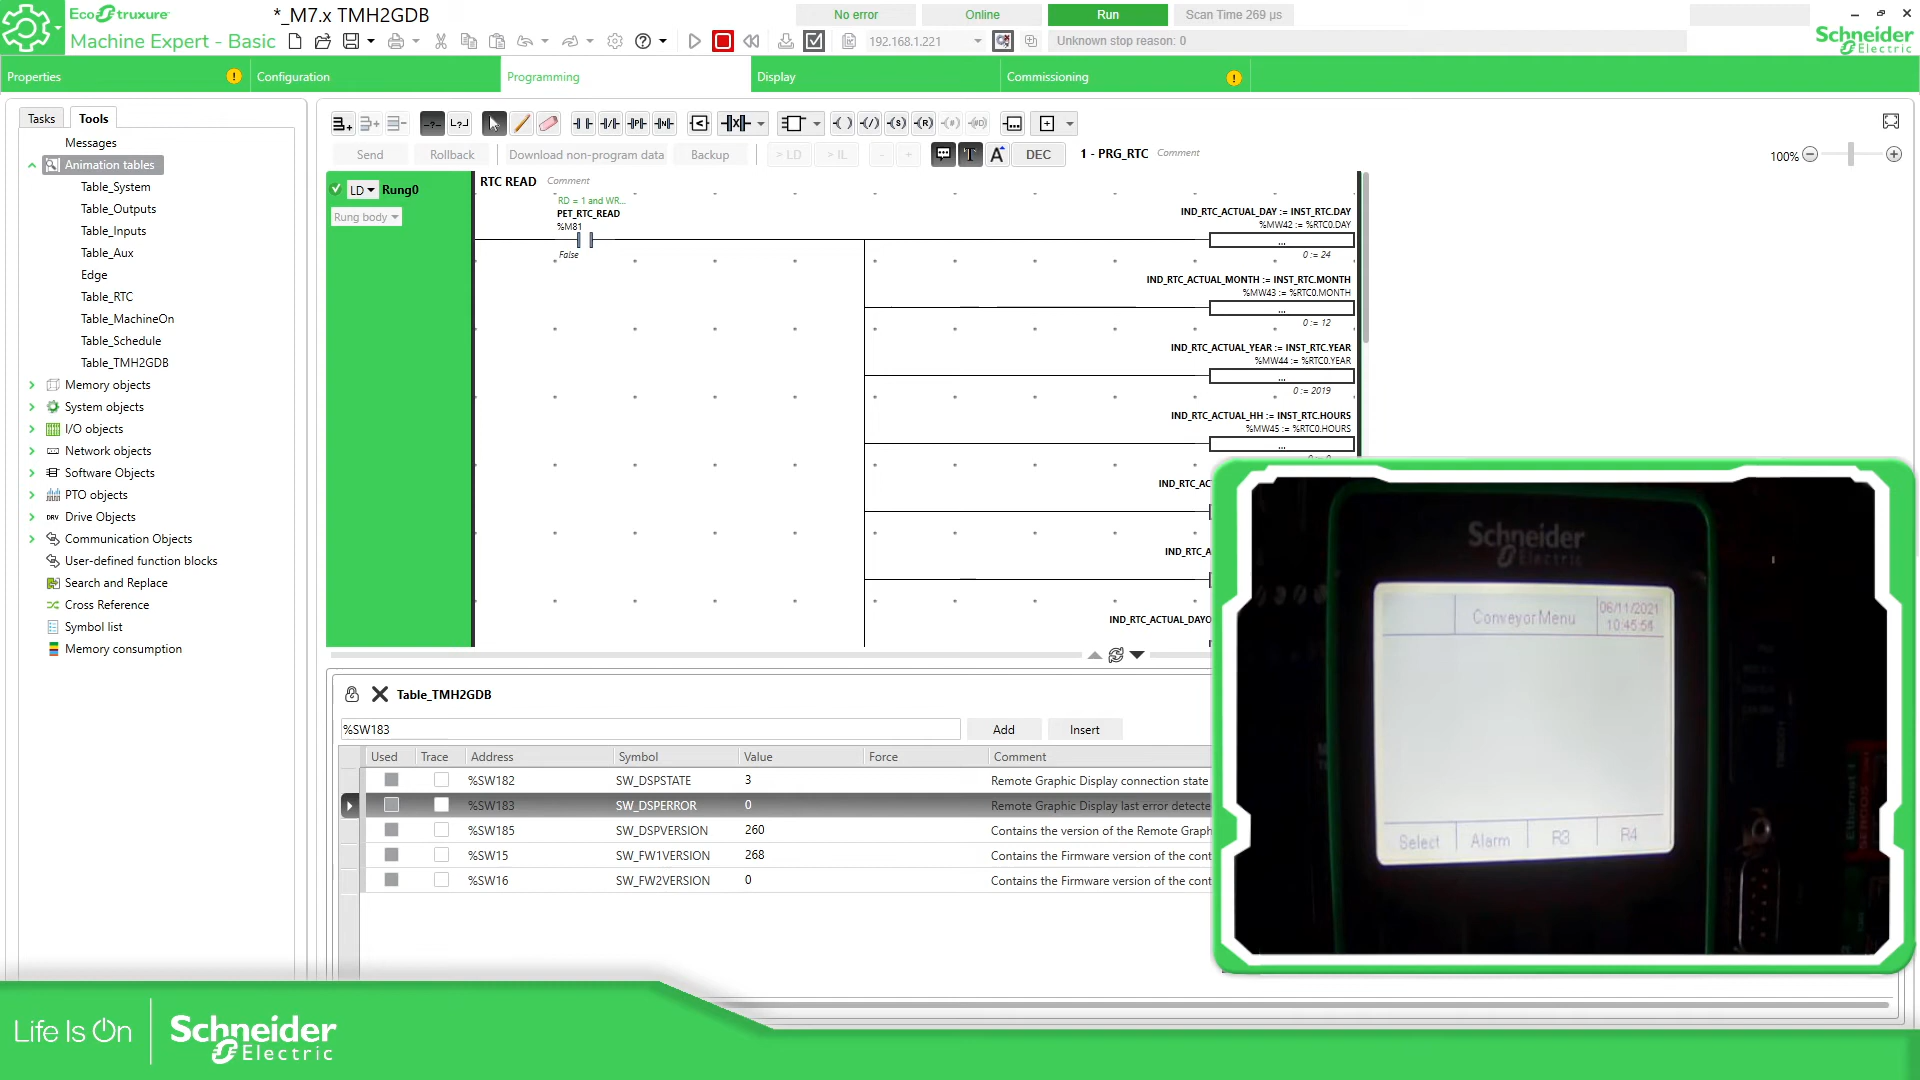 EcoStruxure
Machine Expert - Basic
*_M7.x TMH2GDB
No error
Online
Run
Scan Time 269 µs
192.168.1.221
Unknown stop reason: 0
Schneider
Electric
Properties
Configuration
Programming
Display
Commissioning
Tasks
Tools
Messages
Animation tables
Table_System
Table_Outputs
Table_Inputs
Table_Aux
Edge
Table_RTC
Table_MachineOn
Table_Schedule
Table_TMH2GDB
Memory objects
System objects
I/O objects
Network objects
Software Objects
PTO objects
DRV Drive Objects
Communication Objects
User-defined function blocks
Search and Replace
Cross Reference
Symbol list
Memory consumption
Send
Rollback
Download non-program data
Backup
> LD
> IL
-
+
DEC
1 - PRG_RTC
Comment
100%
LD
Rung0
Rung body
RTC READ
Comment
RD = 1 and WR...
PET_RTC_READ
%M81
False
IND_RTC_ACTUAL_DAY := INST_RTC.DAY
%MW42 := %RTC0.DAY
...
0 := 24
IND_RTC_ACTUAL_MONTH := INST_RTC.MONTH
%MW43 := %RTC0.MONTH
...
0 := 12
IND_RTC_ACTUAL_YEAR := INST_RTC.YEAR
%MW44 := %RTC0.YEAR
...
0 := 2019
IND_RTC_ACTUAL_HH := INST_RTC.HOURS
%MW45 := %RTC0.HOURS
...
IND_RTC_AC
IND_RTC_A
IND_RTC_ACTUAL_DAYO
Table_TMH2GDB
%SW183
Add
Insert
Used Trace Address Symbol Value Force Comment
%SW182 SW_DSPSTATE 3 Remote Graphic Display connection state
%SW183 SW_DSPERROR 0 Remote Graphic Display last error detecte
%SW185 SW_DSPVERSION 260 Contains the version of the Remote Graph
%SW15 SW_FW1VERSION 268 Contains the Firmware version of the cont
%SW16 SW_FW2VERSION 0 Contains the Firmware version of the cont
Schneider
Electric
Conveyor Menu
06/11/2021
10:45:54
Select
Alarm
R3
R4
Life Is On
Schneider
Electric